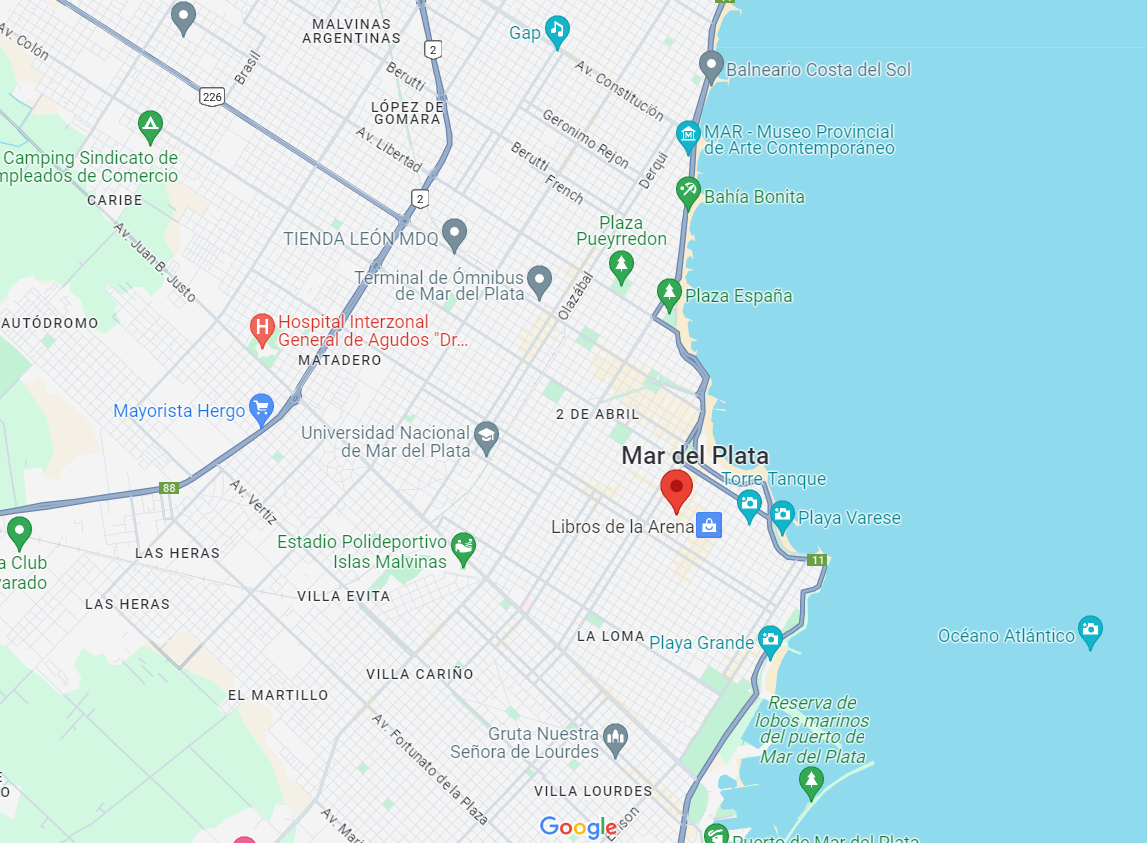 MALVINAS
ARGENTINAS
Gap
11
Av. Colón
2
Brasil
Berutti
Av. Constitución
Balneario Costa del Sol
226
LÓPEZ DE
GOMARA
Geronimo Rejon
Av. Libertad
MAR - Museo Provincial
de Arte Contemporáneo
Camping Sindicato de
mpleados de Comercio
Berutti
French
Derqui
CARIBE
2
Bahía Bonita
Av. Juan B. Justo
TIENDA LEÓN MDQ
Plaza
Pueyrredon
Terminal de Ómnibus
de Mar del Plata
Olazábal
Plaza España
AUTÓDROMO
Hospital Interzonal
General de Agudos "Dr...
MATADERO
Mayorista Hergo
2 DE ABRIL
Universidad Nacional
de Mar del Plata
Mar del Plata
Torre Tanque
88
Av. Vertiz
Libros de la Arena
Playa Varese
LAS HERAS
Estadio Polideportivo
Islas Malvinas
11
a Club
varado
LAS HERAS
VILLA EVITA
LA LOMA
Playa Grande
Océano Atlántico
VILLA CARIÑO
EL MARTILLO
Reserva de
lobos marinos
del puerto de
Mar del Plata
Av. Fortunato de la Plaza
Gruta Nuestra
Señora de Lourdes
VILLA LOURDES
Google
Puerto de Mar del Plata